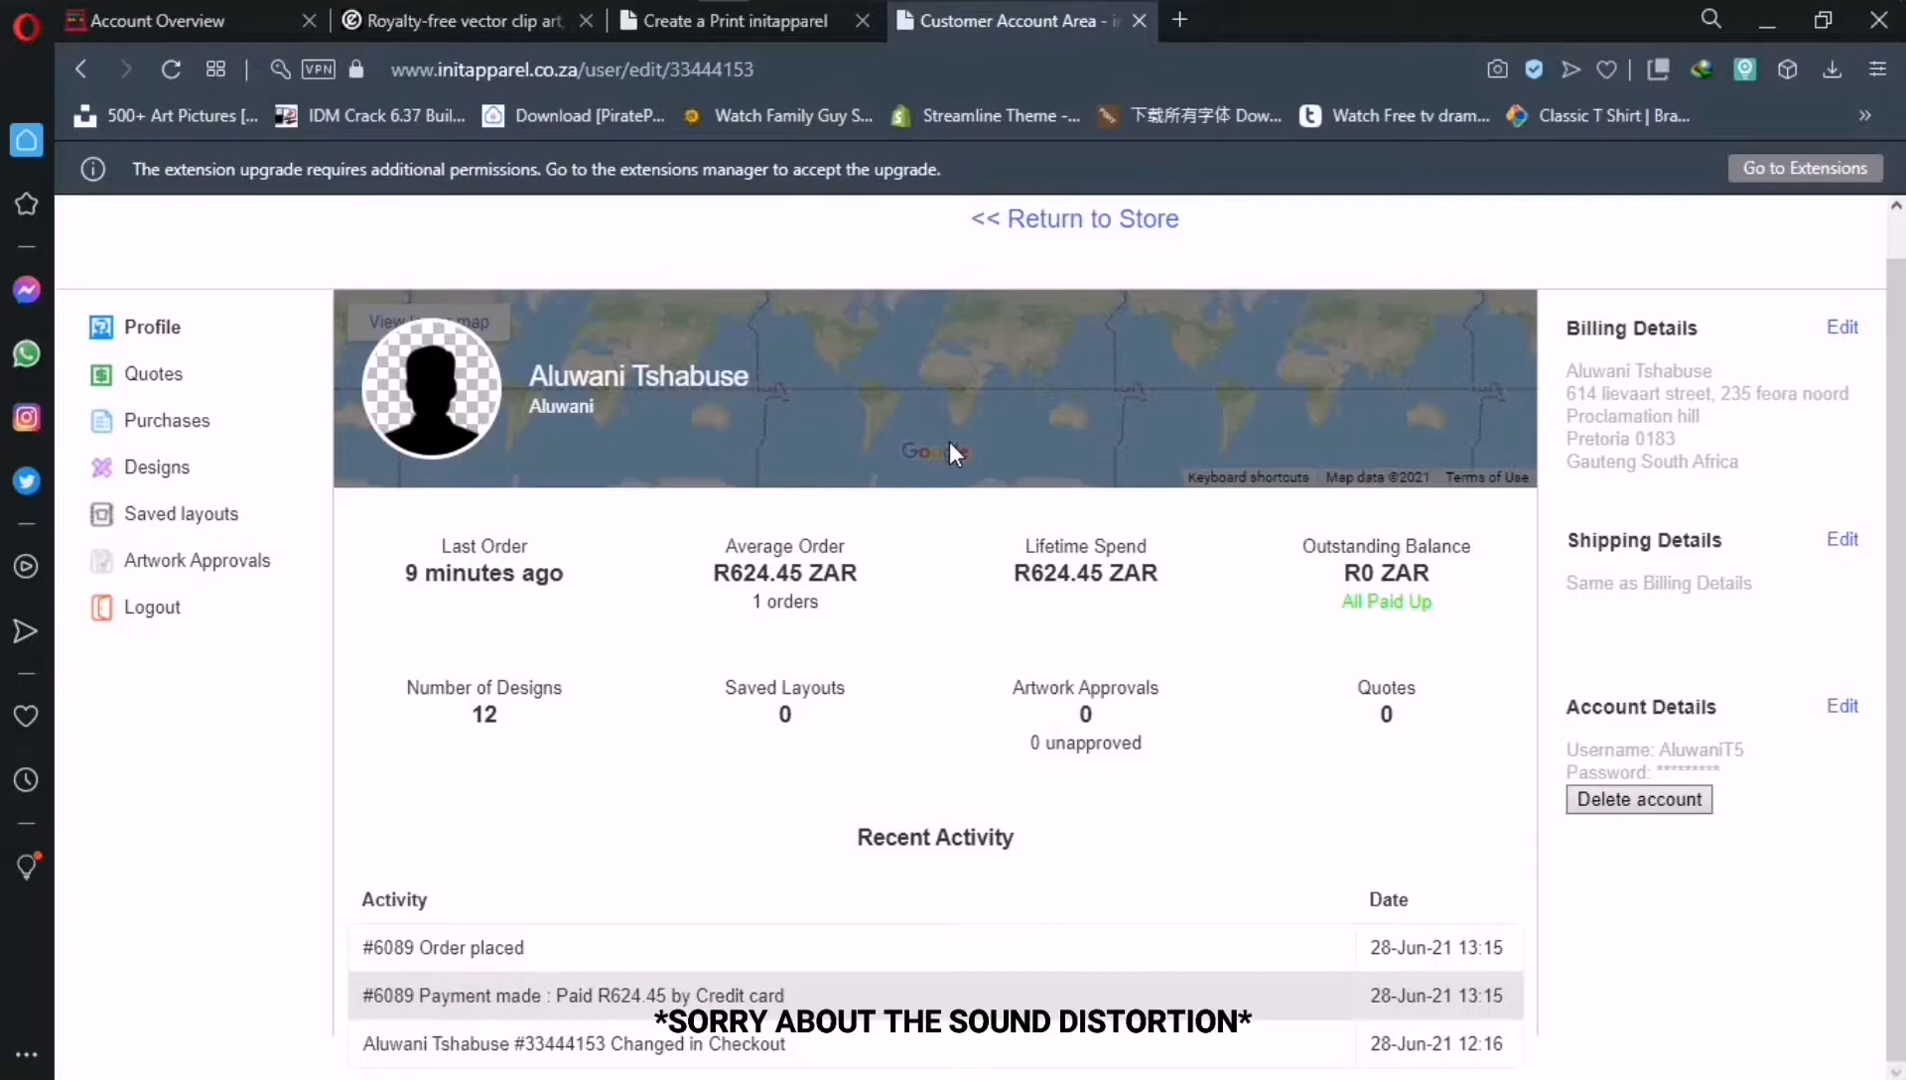 Account Overview
Royalty-free vector clip art,
Create a Print initapparel
Customer Account Area - i
VPN
www.initapparel.co.za/user/edit/33444153
500+ Art Pictures [...
IDM Crack 6.37 Buil...
Download [PirateP...
Watch Family Guy S...
Streamline Theme -...
下载所有字体 Dow...
Watch Free tv dram...
Classic T Shirt | Bra...
The extension upgrade requires additional permissions. Go to the extensions manager to accept the upgrade.
Go to Extensions
<< Return to Store
Profile
Quotes
Purchases
Designs
Saved layouts
Artwork Approvals
Logout
View map
Aluwani Tshabuse
Aluwani
Google
Keyboard shortcuts
Map data ©2021
Terms of Use
Last Order
9 minutes ago
Average Order
R624.45 ZAR
1 orders
Lifetime Spend
R624.45 ZAR
Outstanding Balance
R0 ZAR
All Paid Up
Number of Designs
12
Saved Layouts
0
Artwork Approvals
0
0 unapproved
Quotes
0
Recent Activity
Activity
Date
#6089 Order placed
28-Jun-21 13:15
#6089 Payment made : Paid R624.45 by Credit card
28-Jun-21 13:15
*SORRY ABOUT THE SOUND DISTORTION*
Aluwani Tshabuse #33444153 Changed in Checkout
28-Jun-21 12:16
Billing Details
Edit
Aluwani Tshabuse
614 lievaart street, 235 feora noord
Proclamation hill
Pretoria 0183
Gauteng South Africa
Shipping Details
Edit
Same as Billing Details
Account Details
Edit
Username: AluwaniT5
Password: *********
Delete account